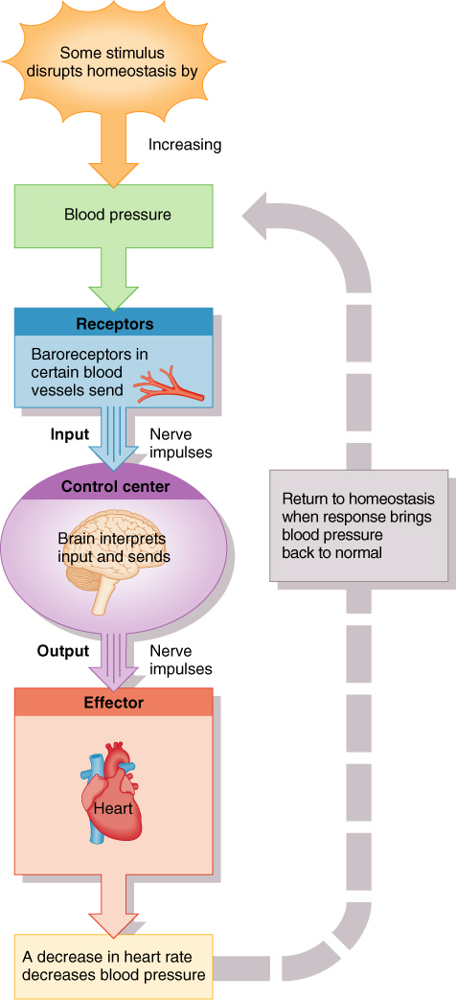 Some stimulus
disrupts homeostasis by
Increasing
Blood pressure
Receptors
Baroreceptors in
certain blood
vessels send
Input
Nerve
impulses
Control center
Brain interprets
input and sends
Output
Nerve
impulses
Effector
Heart
A decrease in heart rate
decreases blood pressure
Return to homeostasis
when response brings
blood pressure
back to normal